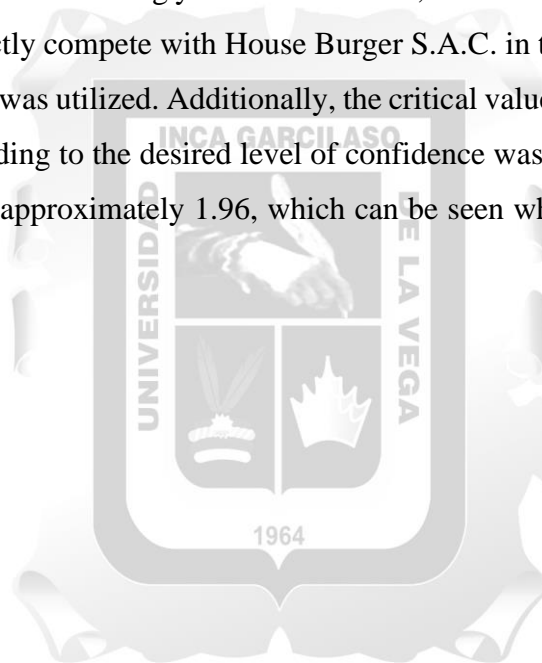 ctly compete with House Burger S.A.C. in t
was utilized. Additionally, the critical value
ding to the desired level of confidence was
approximately 1.96, which can be seen wh
INCA GARCILASO
UNIVERSIDAD
DE LA VEGA
1964